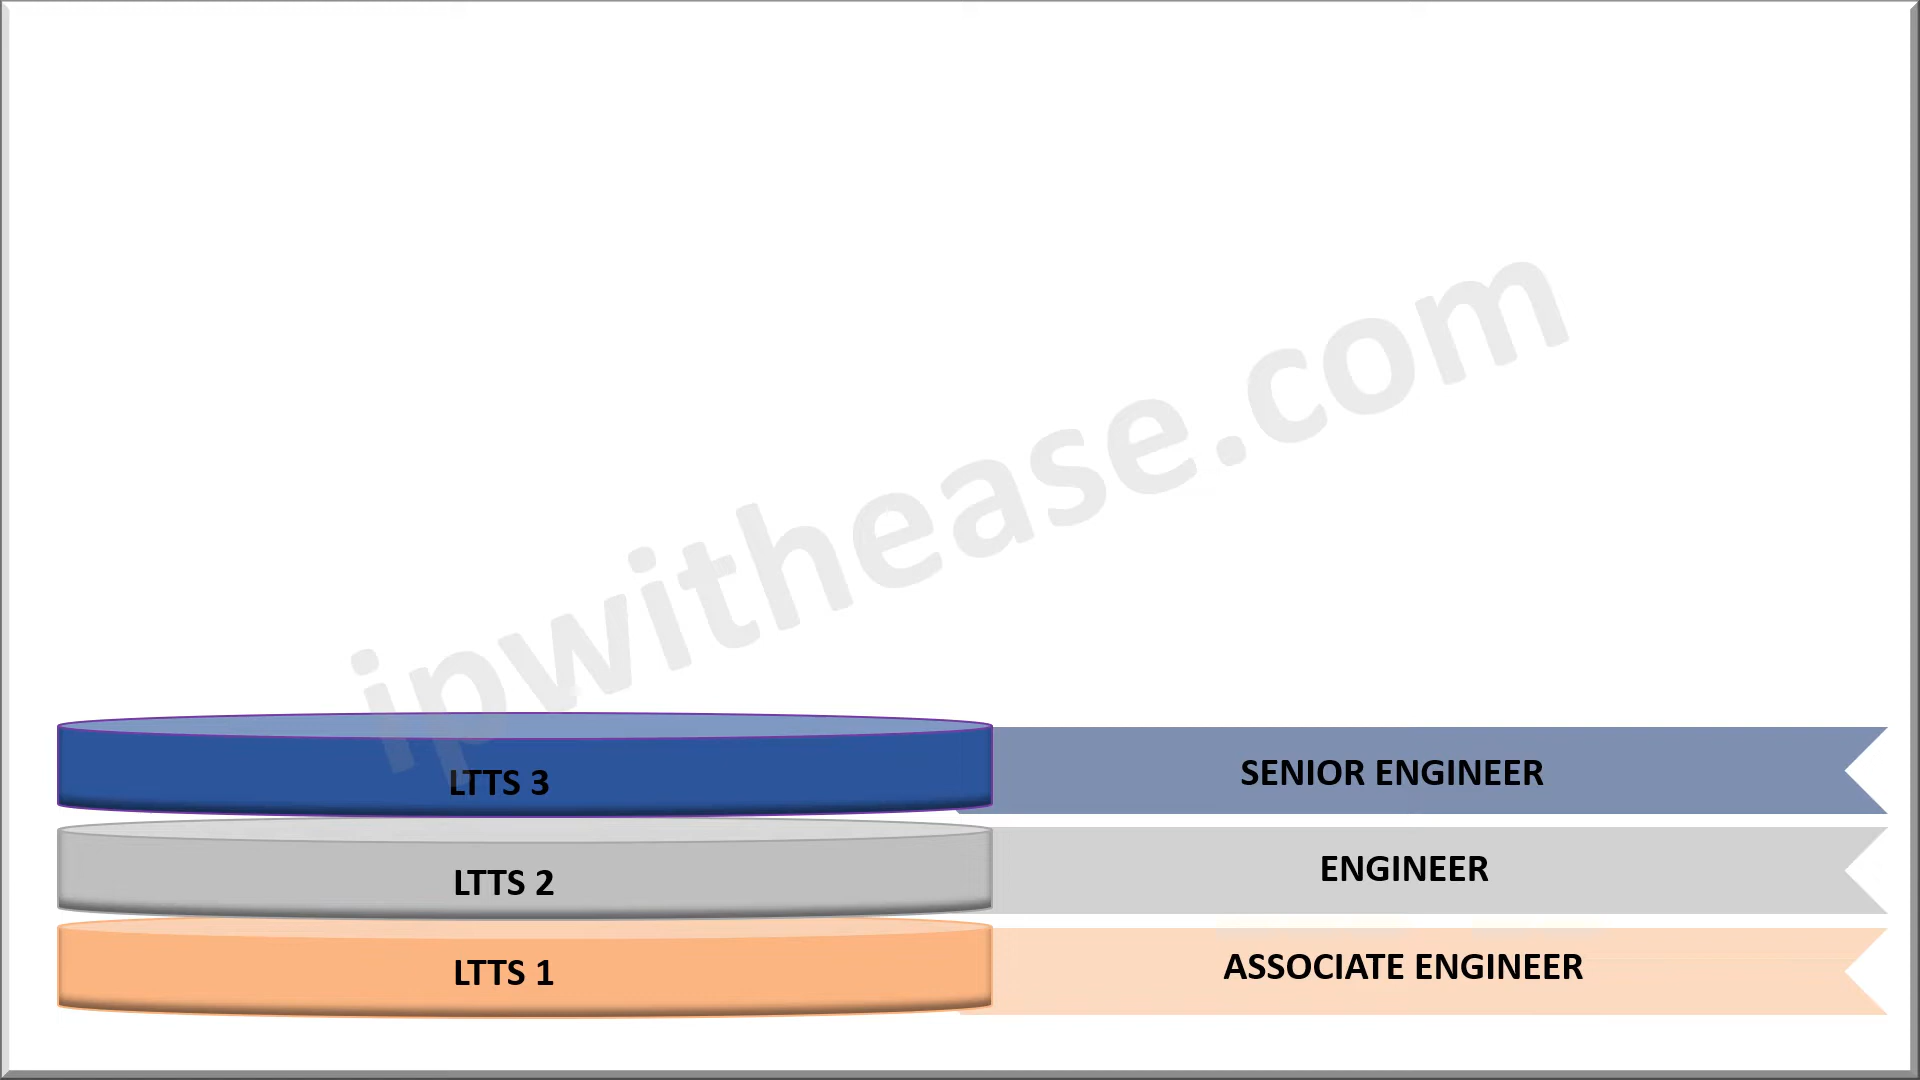 ipwithease.com
LTTS 3 SENIOR ENGINEER
LTTS 2 ENGINEER
LTTS 1 ASSOCIATE ENGINEER